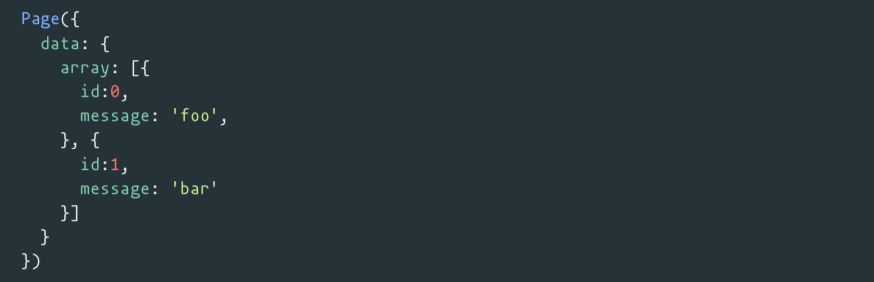 Page({
  data: {
    array: [{
      id:0,
      message: 'foo',
    }, {
      id:1,
      message: 'bar'
    }]
  }
})